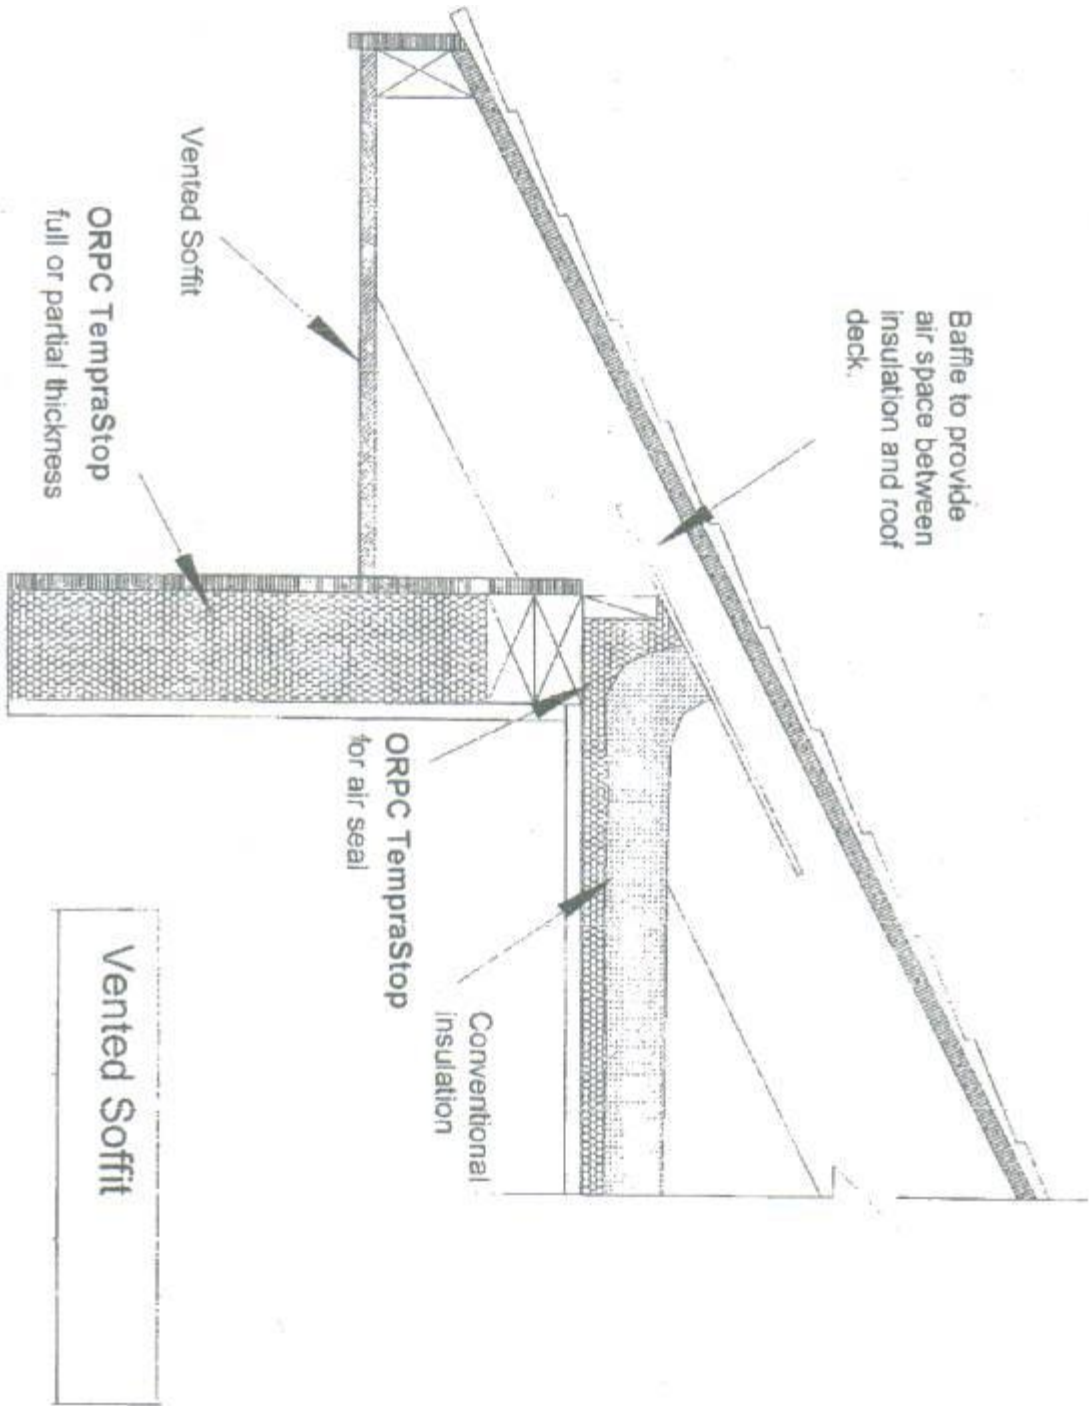 Baffle to provide
air space between
insulation and roof
deck.
Vented Soffit
ORPC TempraStop
full or partial thickness
ORPC TempraStop
for air seal
Conventional
insulation
Vented Soffit